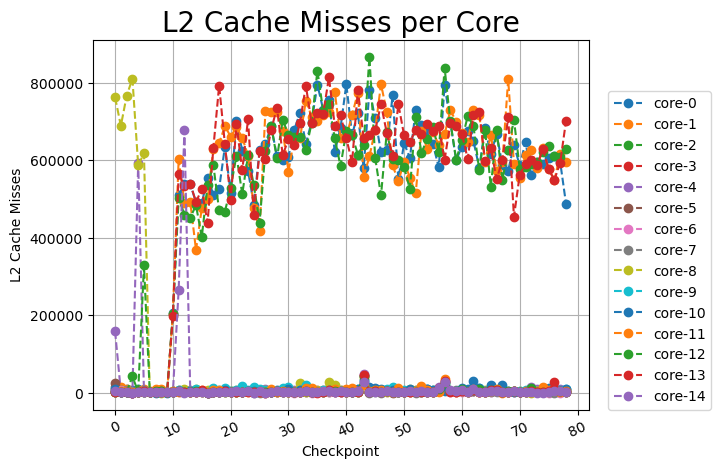 L2 Cache Misses per Core
L2 Cache Misses
800000
600000
400000
200000
0
0 10 20 30 40 50 60 70 80
Checkpoint
core-0
core-1
core-2
core-3
core-4
core-5
core-6
core-7
core-8
core-9
core-10
core-11
core-12
core-13
core-14